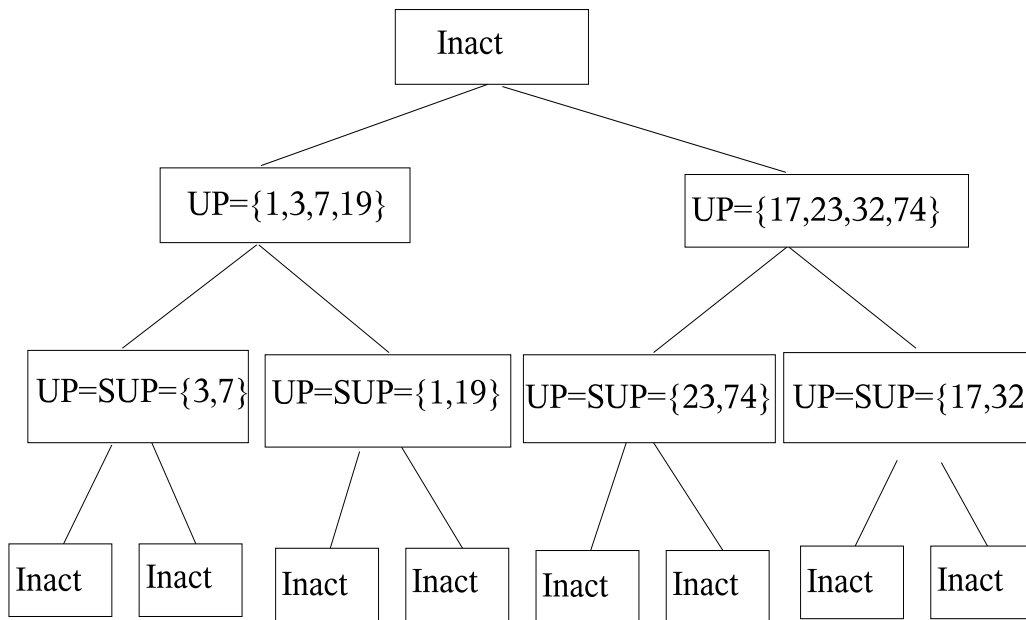 Inact
UP={1,3,7,19}
UP={17,23,32,74}
UP=SUP={3,7}
UP=SUP={1,19}
UP=SUP={23,74}
UP=SUP={17,32
Inact
Inact
Inact
Inact
Inact
Inact
Inact
Inact